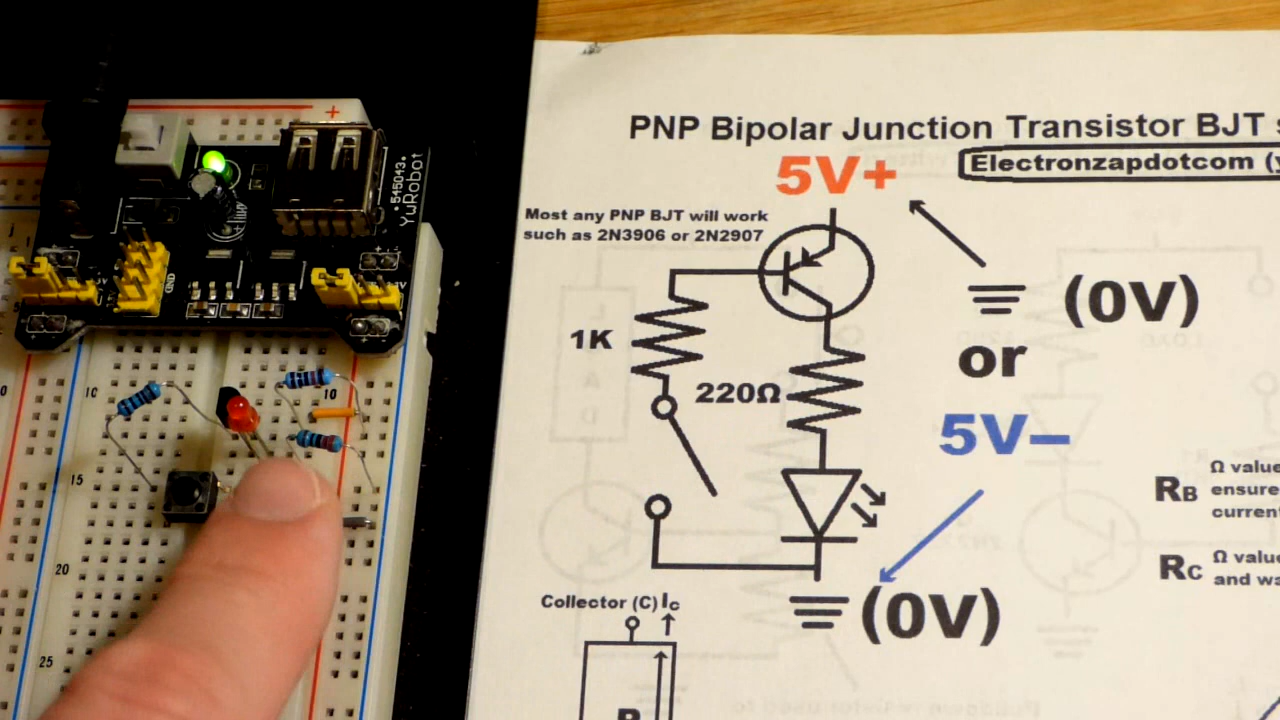 +
*545043*
YwRobot
GND
j
10
10
15
15
20
25
PNP Bipolar Junction Transistor BJT
Electronzapdotcom (y
5V+
Most any PNP BJT will work
such as 2N3906 or 2N2907
(0V)
1K
or
220Ω
5V–
Ω value
RB ensure
current
Ω value
RC and wa
(0V)
Collector (C) IC